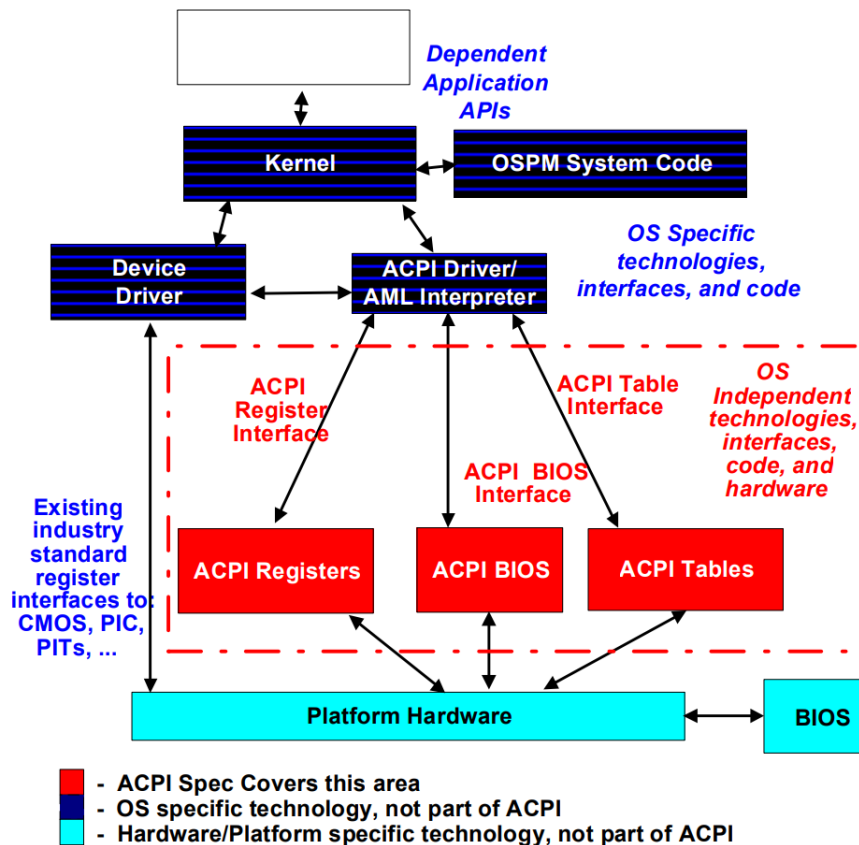 Dependent
Application
APIs
Kernel
OSPM System Code
OS Specific
technologies,
interfaces, and code
Device
Driver
ACPI Driver/
AML Interpreter
ACPI
Register
Interface
ACPI Table
Interface
OS
Independent
technologies,
interfaces,
code, and
hardware
ACPI BIOS
Interface
Existing
industry
standard
register
interfaces to:
CMOS, PIC,
PITs, ...
ACPI Registers
ACPI BIOS
ACPI Tables
Platform Hardware
BIOS
- ACPI Spec Covers this area
- OS specific technology, not part of ACPI
- Hardware/Platform specific technology, not part of ACPI